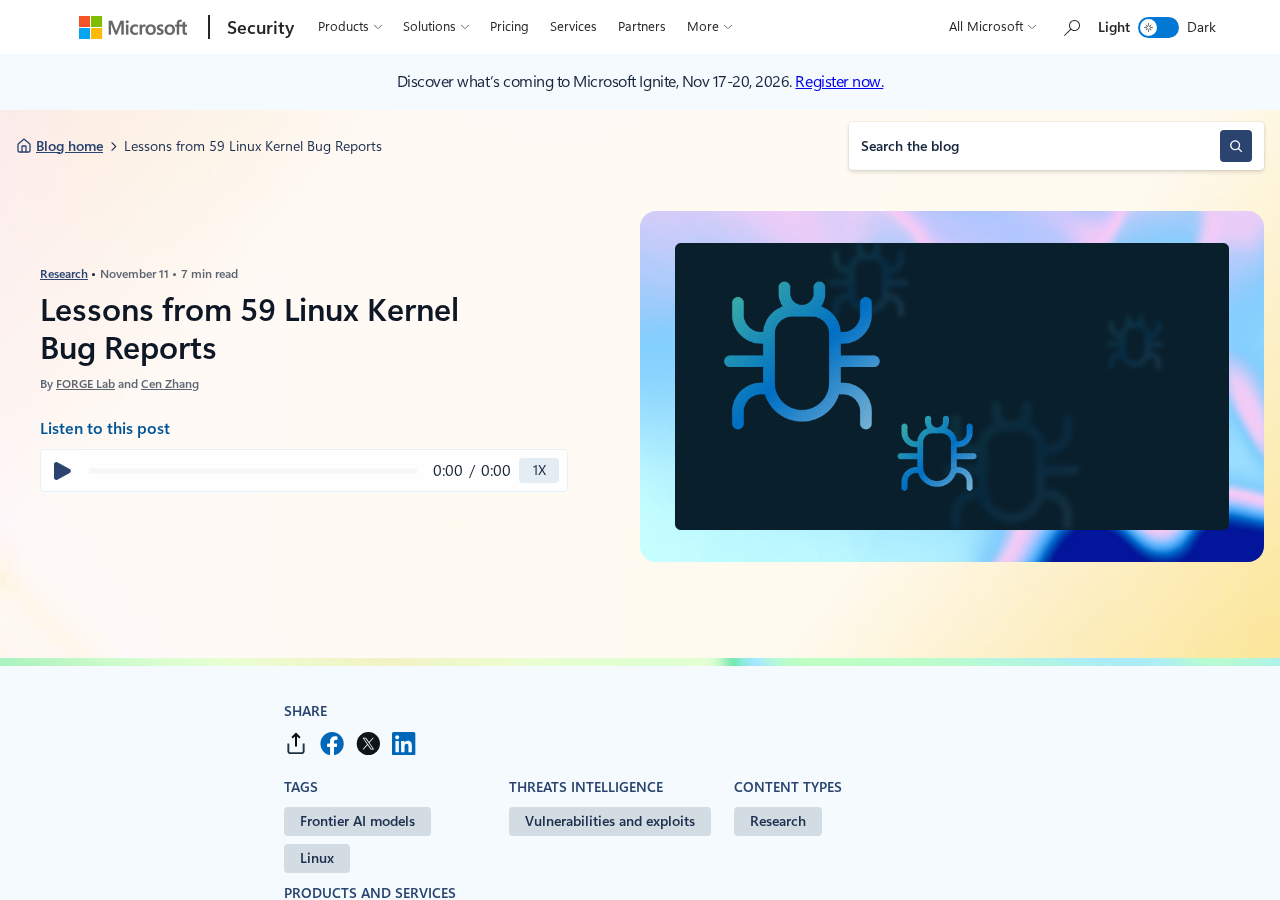 Microsoft
Security
Products
Solutions
Pricing
Services
Partners
More
All Microsoft
Light
Dark
Discover what's coming to Microsoft Ignite, Nov 17-20, 2026. Register now.
Blog home
Lessons from 59 Linux Kernel Bug Reports
Search the blog
Research • November 11 • 7 min read
Lessons from 59 Linux Kernel
Bug Reports
By FORGE Lab and Cen Zhang
Listen to this post
0:00 / 0:00
1X
SHARE
TAGS
Frontier AI models
Linux
THREATS INTELLIGENCE
Vulnerabilities and exploits
CONTENT TYPES
Research
PRODUCTS AND SERVICES